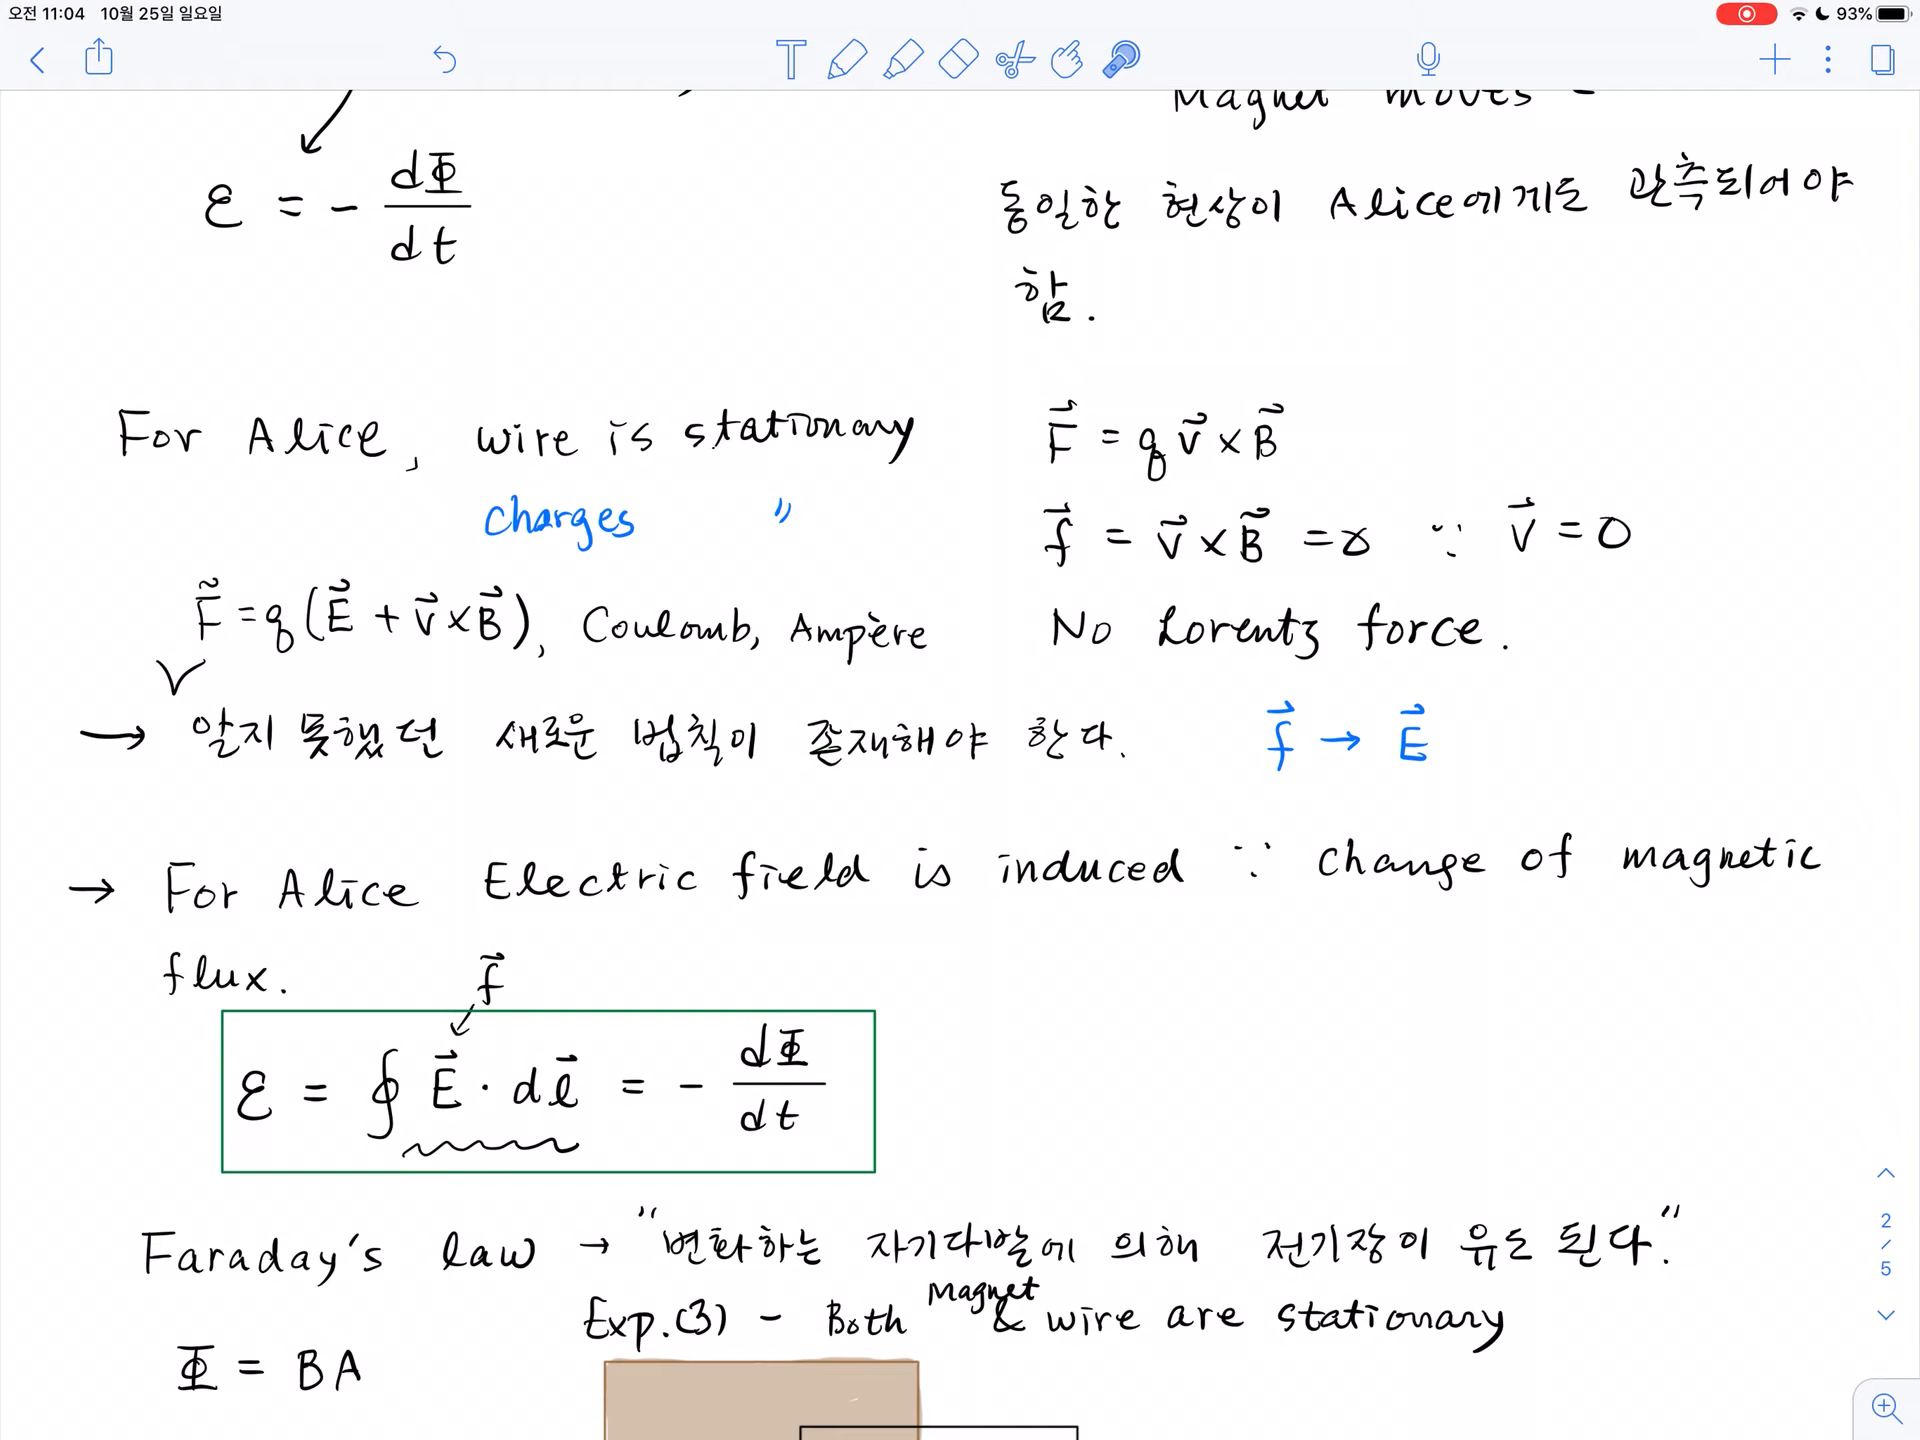 오전 11:04 10월 25일 일요일 93%
Magnet moves -
ε = - dΦ/dt
동일한 현상이 Alice에게도 관측되어야
함.
For Alice, wire is stationary
charges "
F⃗ = q v⃗ × B⃗
f⃗ = v⃗ × B⃗ = 0 ∵ v⃗ = 0
F⃗ = q(E⃗ + v⃗ × B⃗), Coulomb, Ampère
No Lorentz force.
→ 알지 못했던 새로운 법칙이 존재해야 한다.
f⃗ → E⃗
→ For Alice Electric field is induced ∵ change of magnetic
flux.
f⃗
ε = ∮ E⃗ · dl⃗ = - dΦ/dt
Faraday's law → "변화하는 자기다발에 의해 전기장이 유도된다."
Exp.(3) - Both Magnet & wire are stationary
Φ = BA
2/5